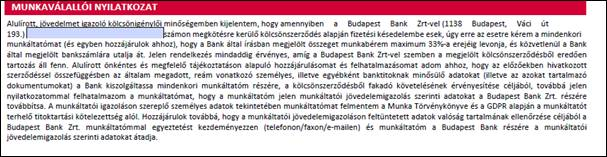 MUNKAVÁLLALÓI NYILATKOZAT
Alulírott, jövedelmet igazoló kölcsönigénylői minőségemben kijelentem, hogy amennyiben a Budapest Bank Zrt-vel (1138 Budapest, Váci út
193.) számon megkötésre kerülő kölcsönszerződés alapján fizetési késedelembe esek, úgy erre az esetre kérem a mindenkori
munkáltatómat (és egyben hozzájárulok ahhoz), hogy a Bank által írásban megjelölt összeget munkabérem maximum 33%-a erejéig levonja, és közvetlenül a Bank
által megjelölt bankszámlára utalja át. Jelen rendelkezés mindaddig érvényes, amíg a Budapest Bank Zrt-vel szemben a megjelölt kölcsönszerződésből eredően
tartozás áll fenn. Alulírott önkéntes és megfelelő tájékoztatáson alapuló hozzájárulásomat és felhatalmazásomat adom ahhoz, hogy az előzőekben hivatkozott
szerződéssel összefüggésben az általam megadott, reám vonatkozó személyes, illetve egyébként banktitoknak minősülő adatokat (illetve az azokat tartalmazó
dokumentumokat) a Bank kiszolgáltassa mindenkori munkáltatóm részére, a kölcsönszerződésből fakadó követelésének érvényesítése céljából, továbbá jelen
nyilatkozatommal felhatalmazom a munkáltatómat, hogy a munkáltatóm jelen munkáltatói jövedelemigazolás szerinti adatokat a Budapest Bank Zrt. részére
továbbítsa. A munkáltatói igazoláson szereplő személyes adatok tekintetében munkáltatómat felmentem a Munka Törvénykönyve és a GDPR alapján a munkáltatót
terhelő titoktartási kötelezettség alól. Hozzájárulok továbbá, hogy a munkáltatói jövedelemigazoláson feltüntetett adatok valóság tartalmának ellenőrzése céljából a
Budapest Bank Zrt. munkáltatómmal egyeztetést kezdeményezzen (telefonon/faxon/e-mailen) és munkáltatóm a Budapest Bank részére a munkáltatói
jövedelemigazolás szerinti adatokat átadja.